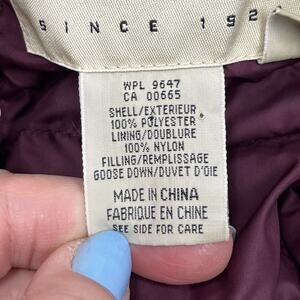 SINCE 192
WPL 9647
CA 00665
SHELL/EXTERIEUR
100% POLYESTER
LINING/DOUBLURE
100% NYLON
FILLING/REMPLISSAGE
GOOSE DOWN/DUVET D'OIE
MADE IN CHINA
FABRIQUE EN CHINE
SEE SIDE FOR CARE